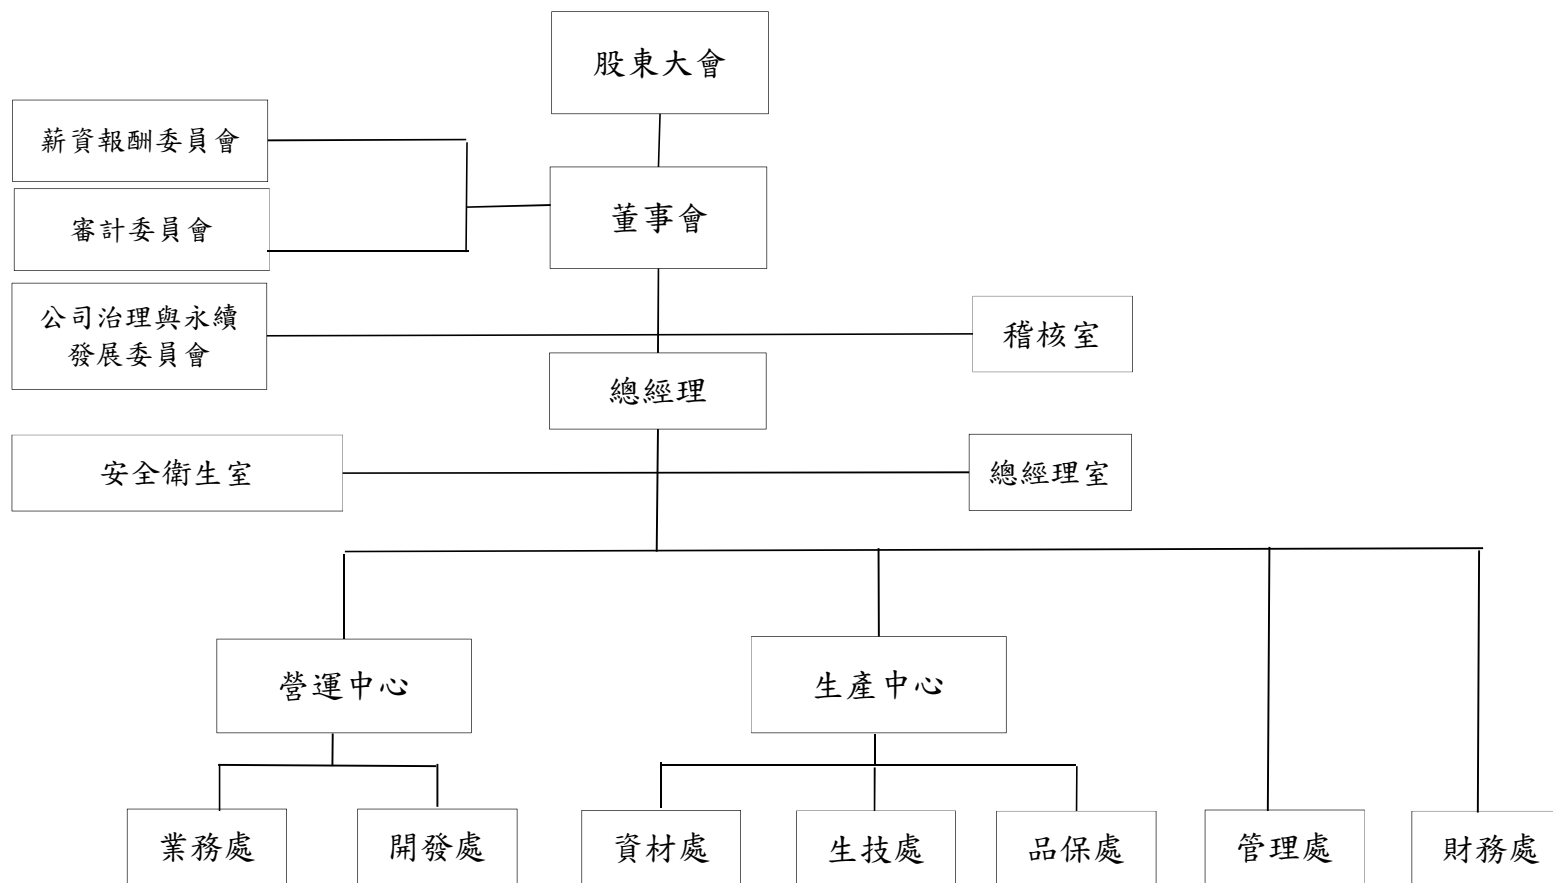 股東大會
薪資報酬委員會
審計委員會
董事會
公司治理與永續
發展委員會
稽核室
總經理
安全衛生室
總經理室
營運中心
生產中心
業務處
開發處
資材處
生技處
品保處
管理處
財務處